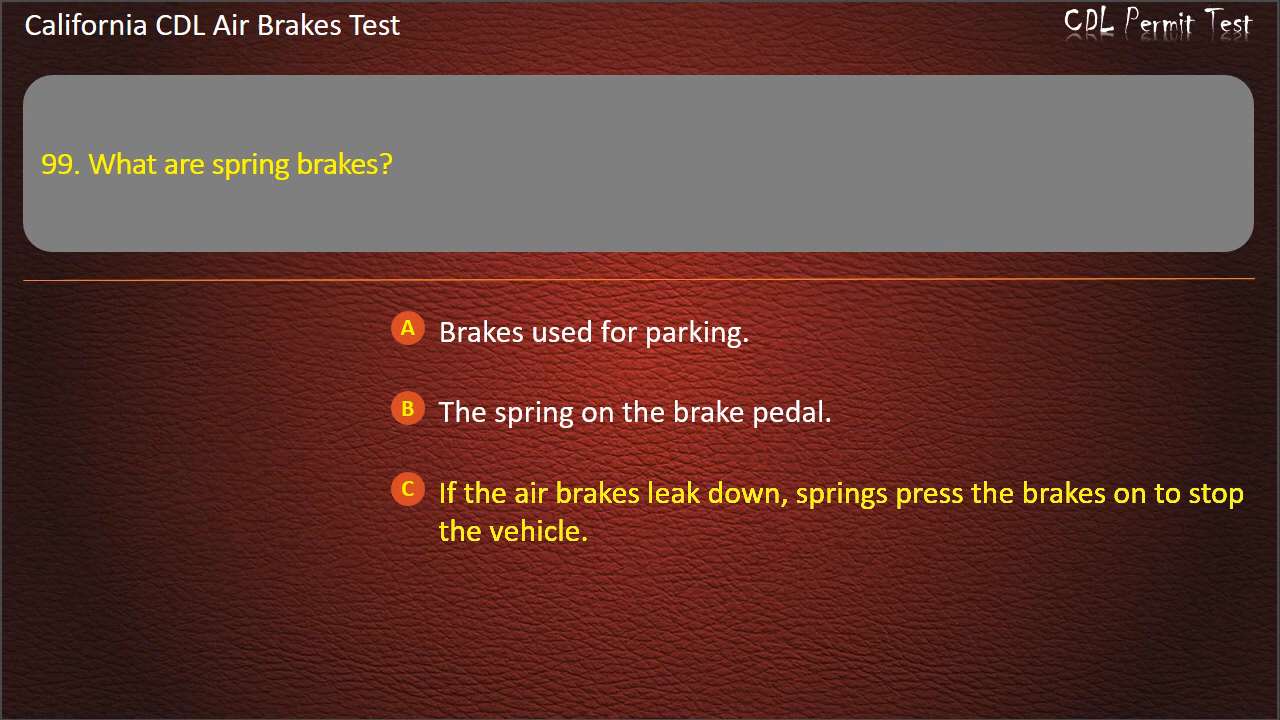 California CDL Air Brakes Test
CDL Permit Test
99. What are spring brakes?
A Brakes used for parking.
B The spring on the brake pedal.
C If the air brakes leak down, springs press the brakes on to stop
the vehicle.